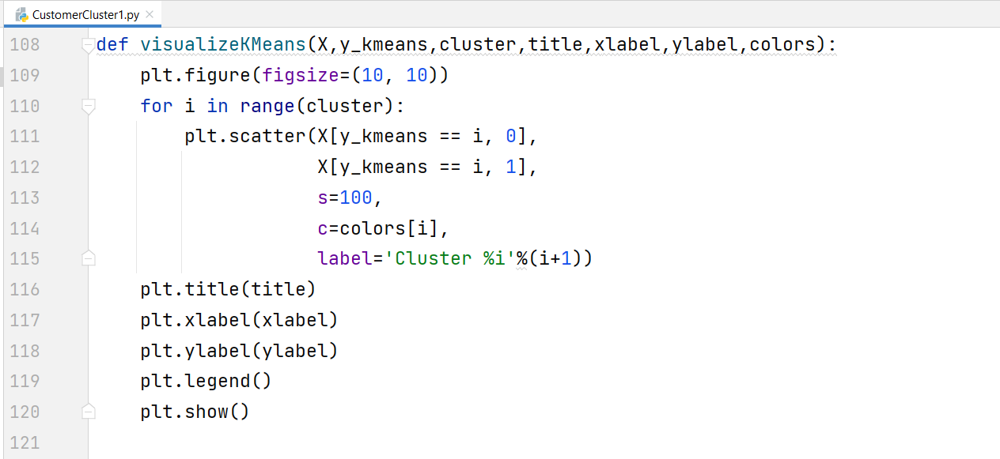 CustomerCluster1.py
108 def visualizeKMeans(X,y_kmeans,cluster,title,xlabel,ylabel,colors):
109     plt.figure(figsize=(10, 10))
110     for i in range(cluster):
111         plt.scatter(X[y_kmeans == i, 0],
112                     X[y_kmeans == i, 1],
113                     s=100,
114                     c=colors[i],
115                     label='Cluster %i'%(i+1))
116     plt.title(title)
117     plt.xlabel(xlabel)
118     plt.ylabel(ylabel)
119     plt.legend()
120     plt.show()
121